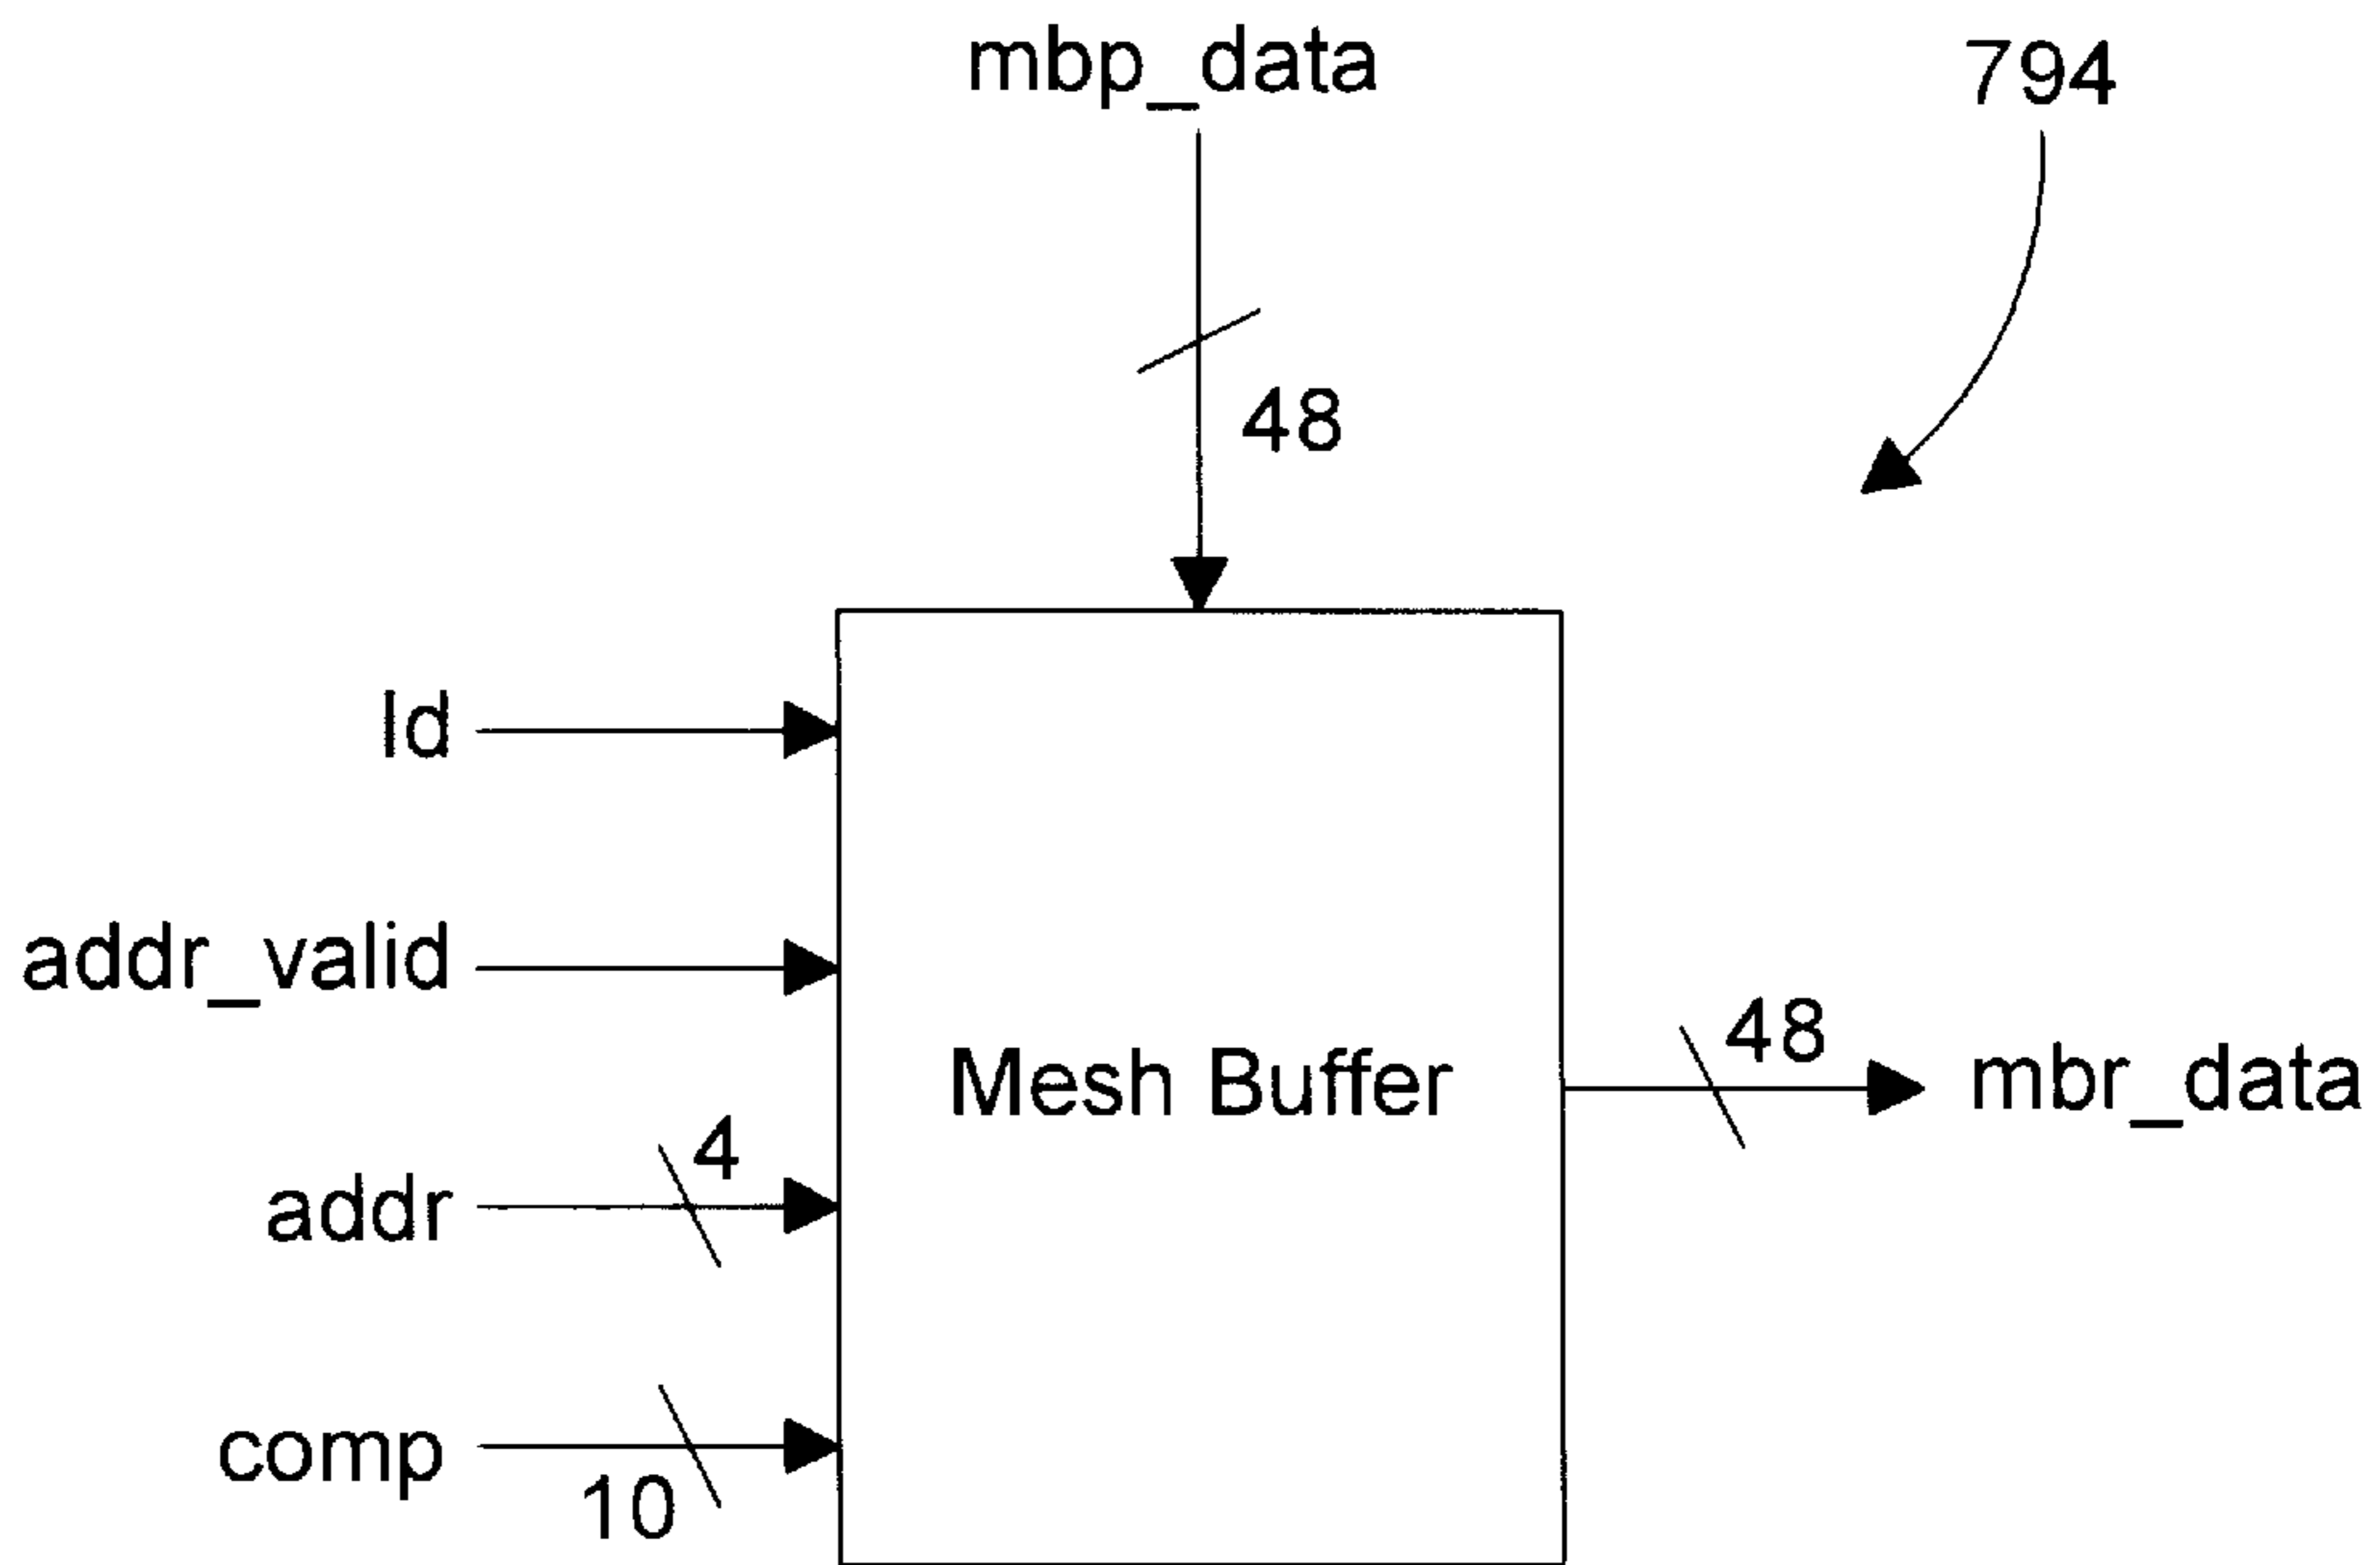 mbp_data
794
48
ld
addr_valid
48
Mesh Buffer
mbr_data
4
addr
comp
10